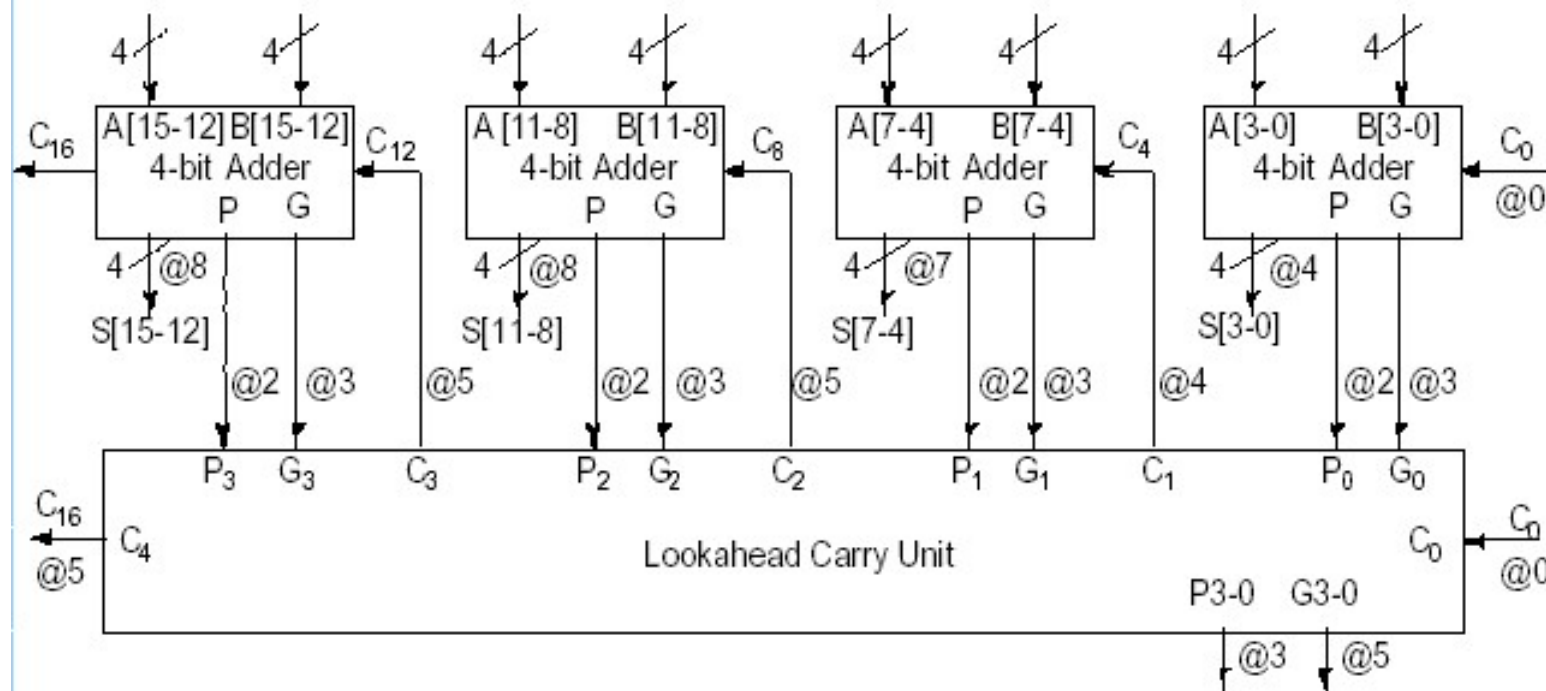 4 4 4 4 4 4 4 4
A[15-12] B[15-12] A [11-8] B[11-8] A[7-4] B[7-4] A[3-0] B[3-0]
C16 C12 C8 C4 C0
4-bit Adder 4-bit Adder 4-bit Adder 4-bit Adder
@0
P G P G P G P G
4 @8 4 @8 4 @7 4 @4
S[15-12] S[11-8] S[7-4] S[3-0]
@2 @3 @5 @2 @3 @5 @2 @3 @4 @2 @3
P3 G3 C3 P2 G2 C2 P1 G1 C1 P0 G0
C16 C0
C4 Lookahead Carry Unit C0
@5 @0
P3-0 G3-0
@3 @5